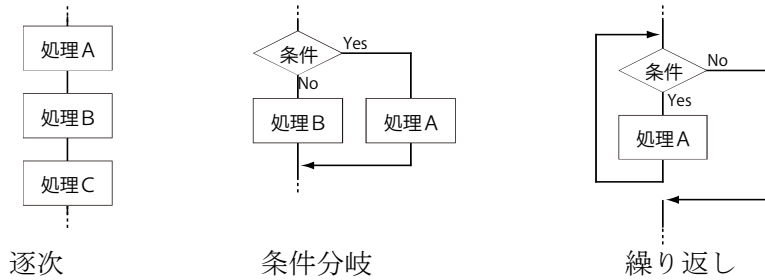 処理A
処理B
処理C
逐次
条件
Yes
No
処理B
処理A
条件分岐
条件
No
Yes
処理A
繰り返し